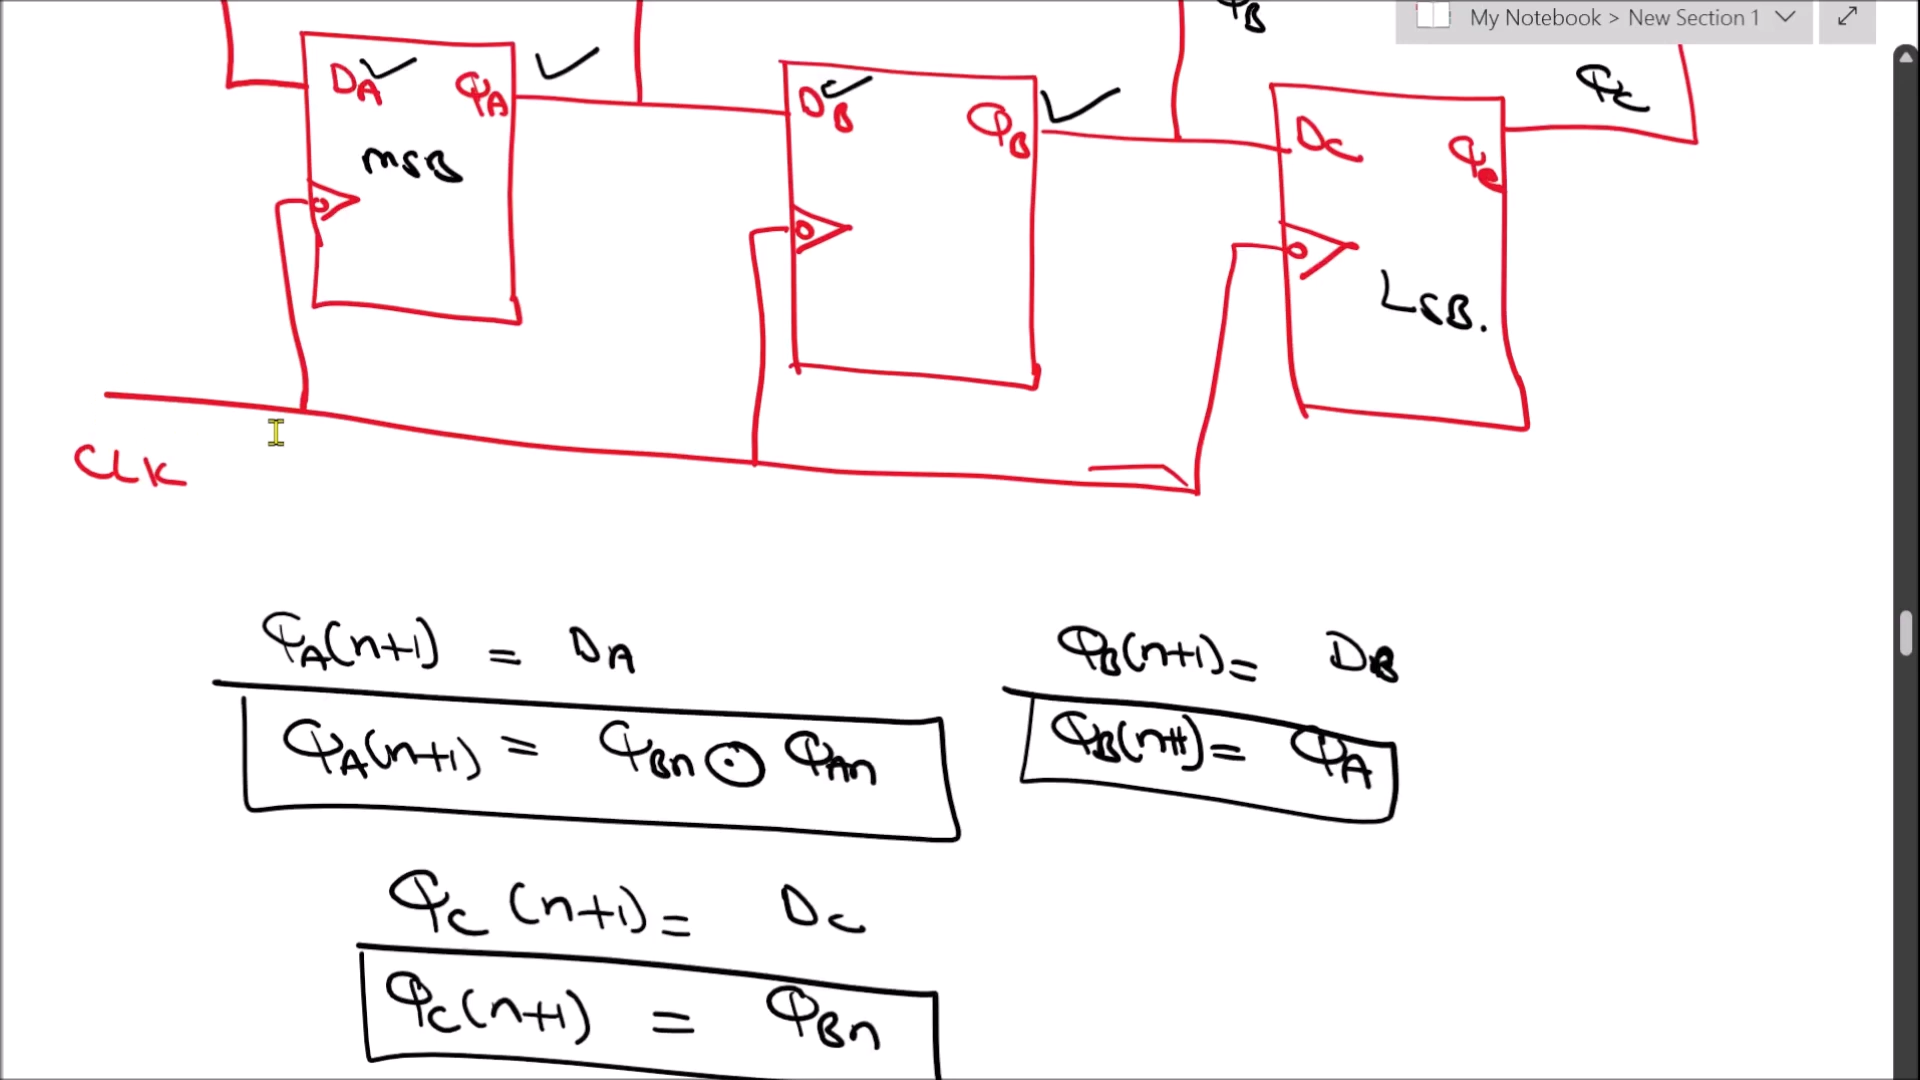 QB
My Notebook > New Section 1
DA QA
DB QB
DC QC
QC
MSB
LSB.
CLK
QA(n+1) = DA
QB(n+1) = DB
QA(n+1) = QBn ⊙ QAn
QB(n+1) = QA
QC (n+1) = DC
QC(n+1) = QBn